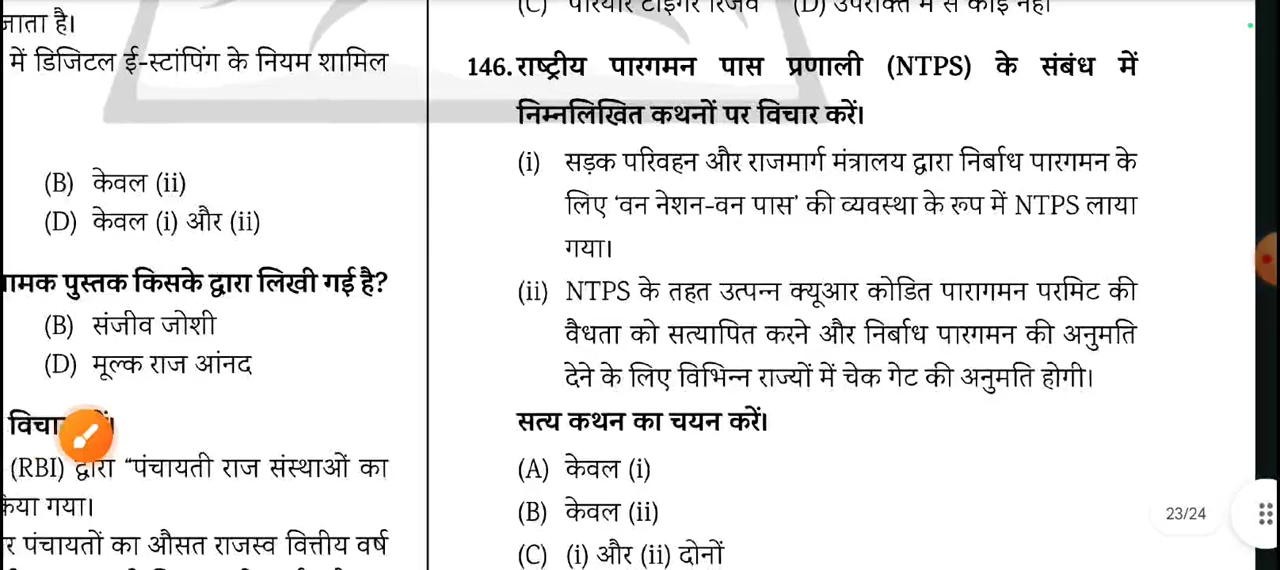 जाता है।
में डिजिटल ई-स्टांपिंग के नियम शामिल
(B) केवल (ii)
(D) केवल (i) और (ii)
नामक पुस्तक किसके द्वारा लिखी गई है?
(B) संजीव जोशी
(D) मूल्क राज आंनद
(RBI) द्वारा “पंचायती राज संस्थाओं का
किया गया।
र पंचायतों का औसत राजस्व वित्तीय वर्ष
(C) परियार टाइगर रिजर्व (D) उपरोक्त में से कोई नहीं
146. राष्ट्रीय पारगमन पास प्रणाली (NTPS) के संबंध में
निम्नलिखित कथनों पर विचार करें।
(i) सड़क परिवहन और राजमार्ग मंत्रालय द्वारा निर्बाध पारगमन के
लिए ‘वन नेशन-वन पास’ की व्यवस्था के रूप में NTPS लाया
गया।
(ii) NTPS के तहत उत्पन्न क्यूआर कोडित पारागमन परमिट की
वैधता को सत्यापित करने और निर्बाध पारगमन की अनुमति
देने के लिए विभिन्न राज्यों में चेक गेट की अनुमति होगी।
सत्य कथन का चयन करें।
(A) केवल (i)
(B) केवल (ii)
(C) (i) और (ii) दोनों
23/24